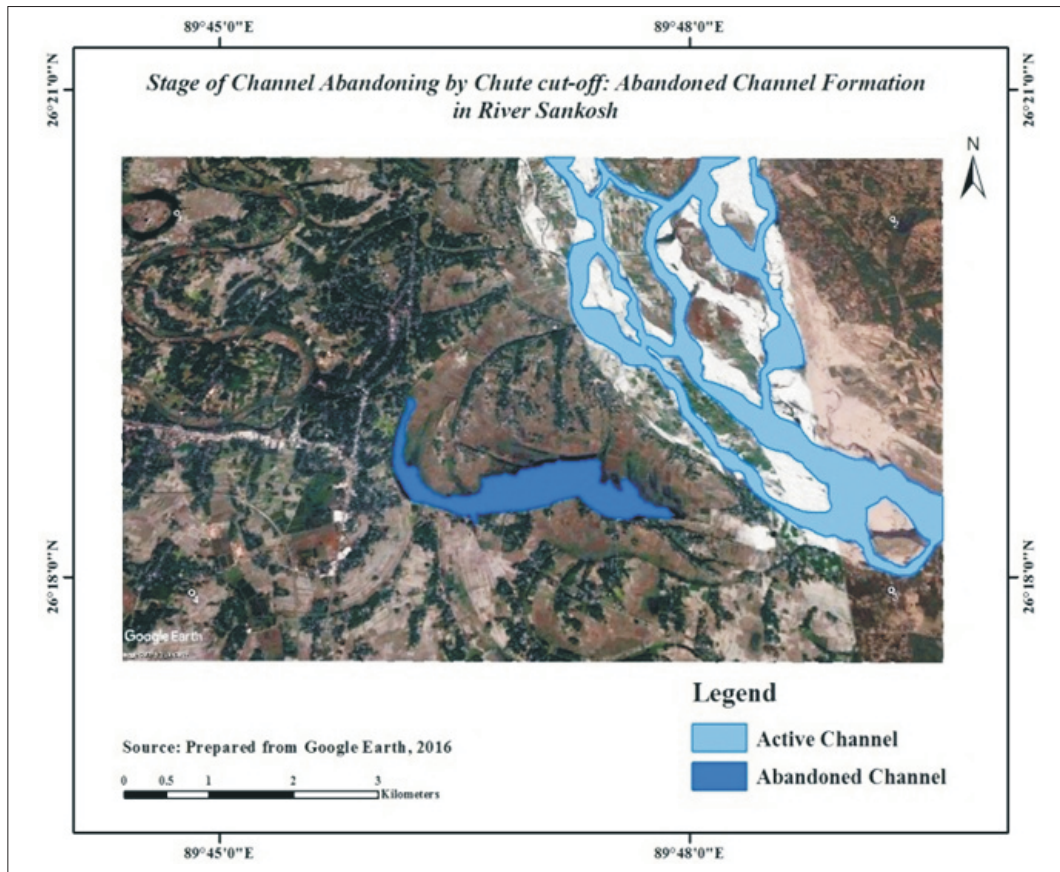 89°45'0"E 89°48'0"E
26°21'0"N 26°21'0"N
Stage of Channel Abandoning by Chute cut-off: Abandoned Channel Formation
in River Sankosh
N
26°18'0"N 26°18'0"N
Google Earth
Legend
Active Channel
Abandoned Channel
Source: Prepared from Google Earth, 2016
0 0.5 1 2 3
Kilometers
89°45'0"E 89°48'0"E